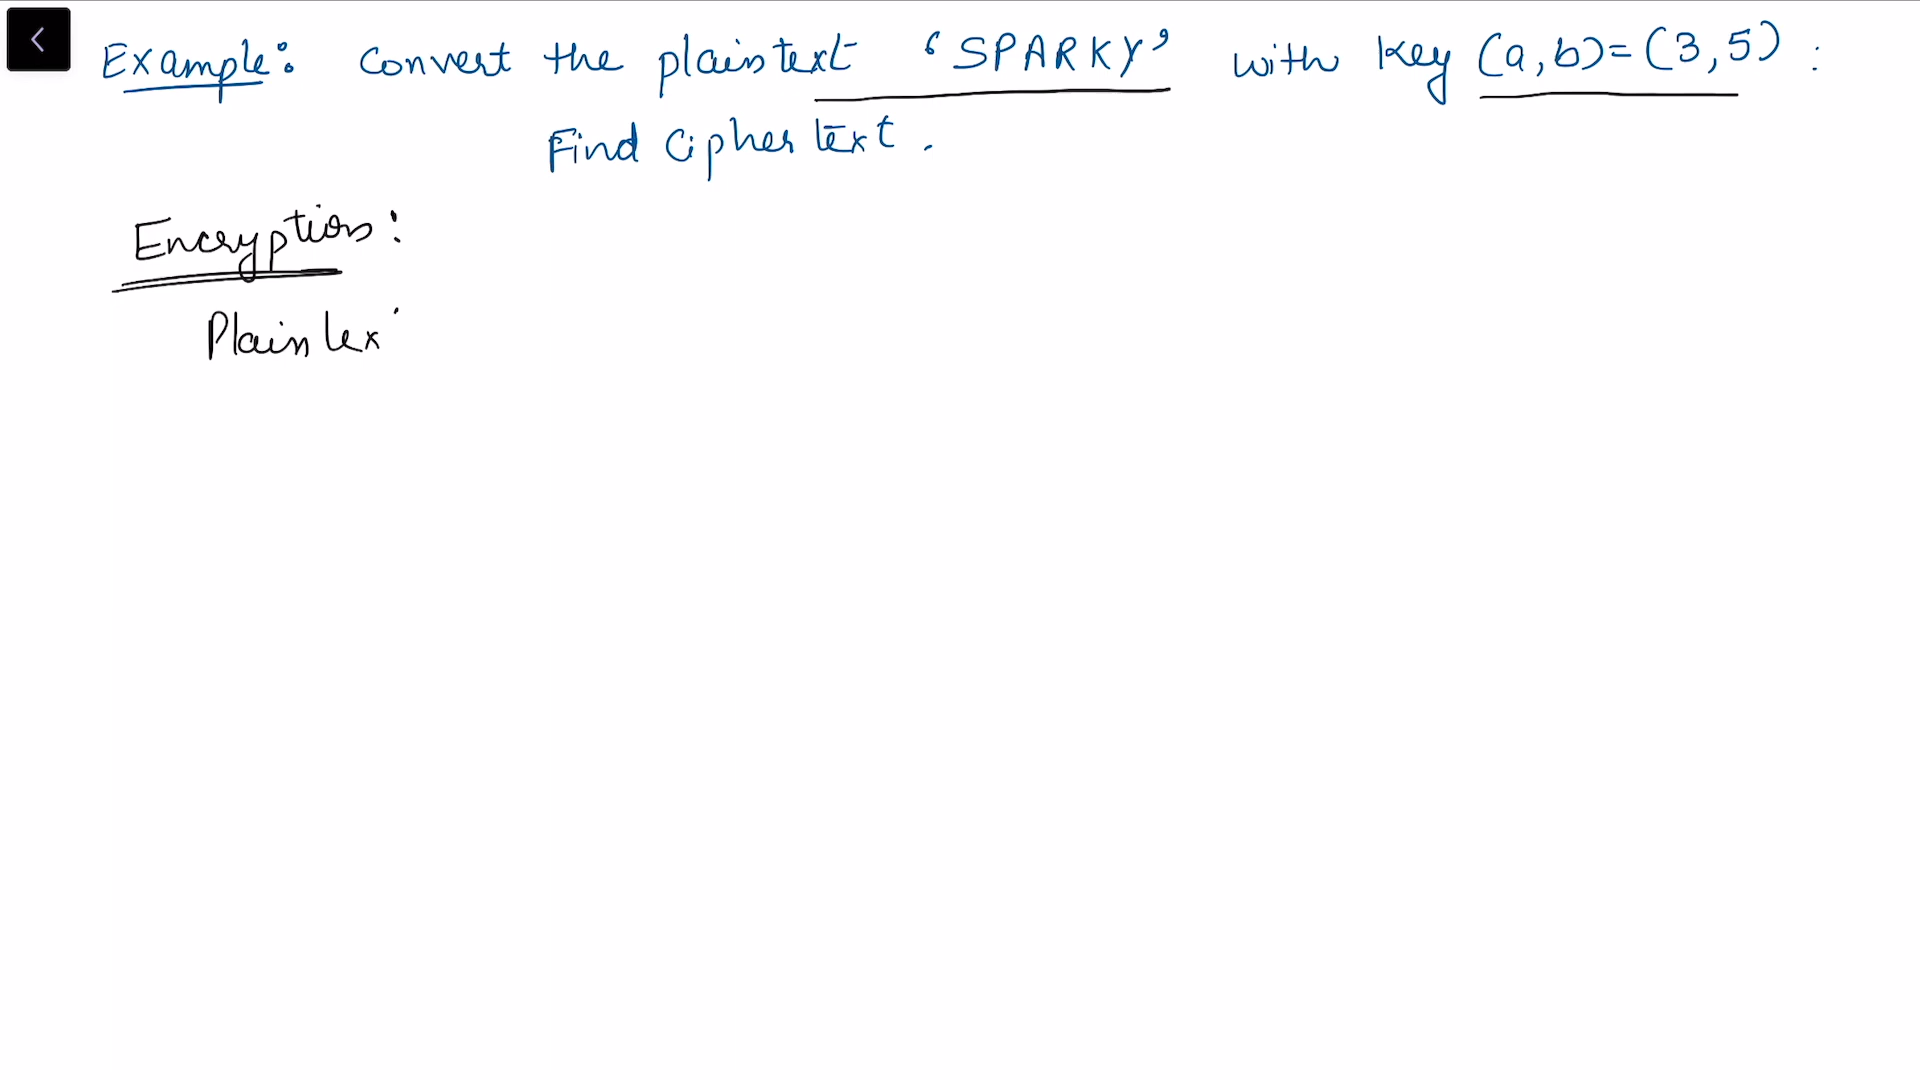 Example: Convert the plaintext 'SPARKY' with key (a,b)=(3,5) :
Find Cipher text .
Encryption:
Plain tex